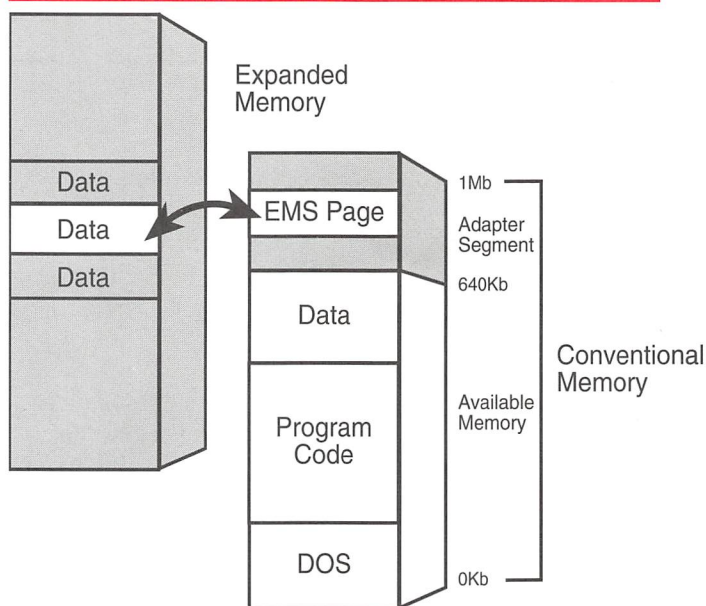 Expanded
Memory
Data
Data
Data
EMS Page
Data
Program
Code
DOS
1Mb
Adapter
Segment
640Kb
Available
Memory
0Kb
Conventional
Memory